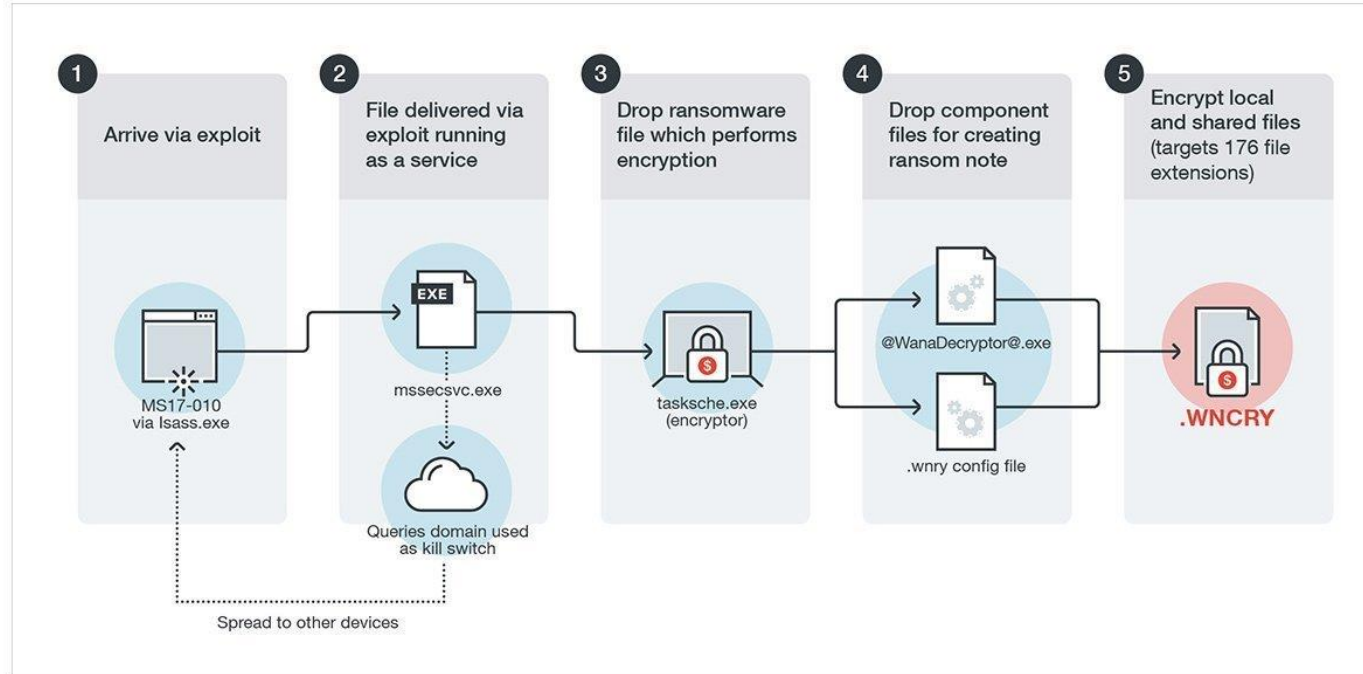 1
Arrive via exploit
MS17-010
via lsass.exe
2
File delivered via
exploit running
as a service
EXE
mssecsvc.exe
Queries domain used
as kill switch
Spread to other devices
3
Drop ransomware
file which performs
encryption
$
tasksche.exe
(encryptor)
4
Drop component
files for creating
ransom note
@WanaDecryptor@.exe
.wnry config file
5
Encrypt local
and shared files
(targets 176 file
extensions)
$
.WNCRY